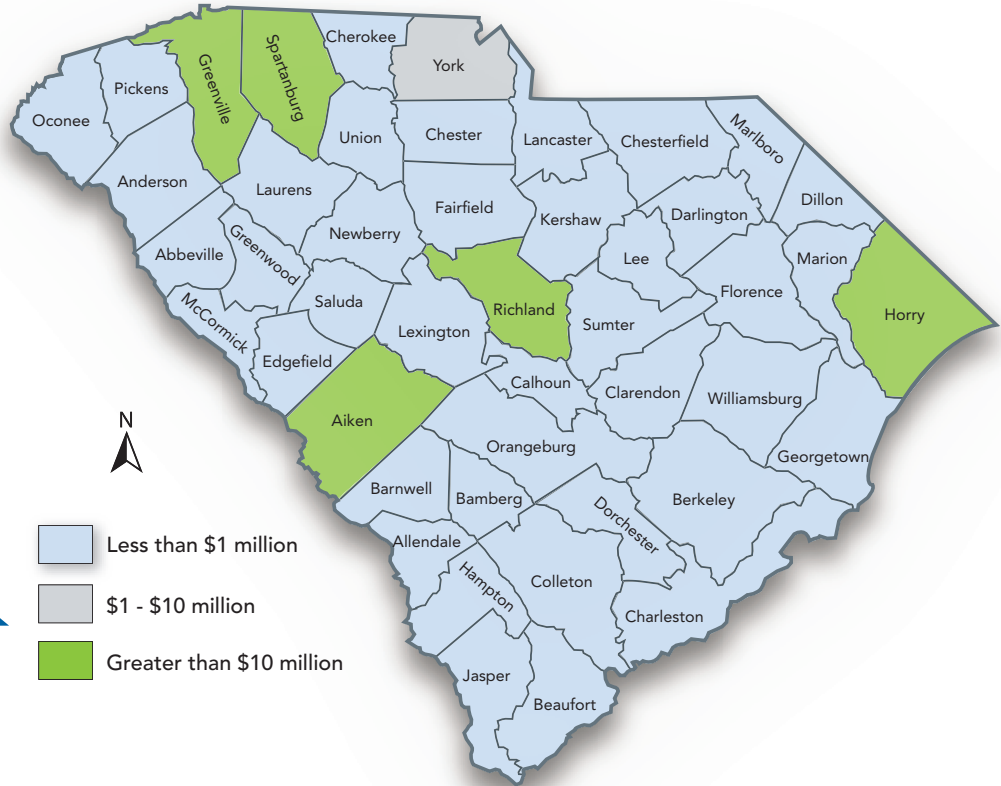 Cherokee
York
Spartanburg
Greenville
Pickens
Oconee
Union
Chester
Lancaster
Chesterfield
Marlboro
Anderson
Laurens
Fairfield
Kershaw
Darlington
Dillon
Newberry
Abbeville
Greenwood
Lee
Marion
Florence
Saluda
McCormick
Lexington
Richland
Sumter
Horry
Edgefield
Calhoun
Clarendon
Williamsburg
Aiken
Orangeburg
Georgetown
Barnwell
Bamberg
Berkeley
Dorchester
Allendale
Hampton
Colleton
Charleston
Jasper
Beaufort
N
Less than $1 million
$1 - $10 million
Greater than $10 million